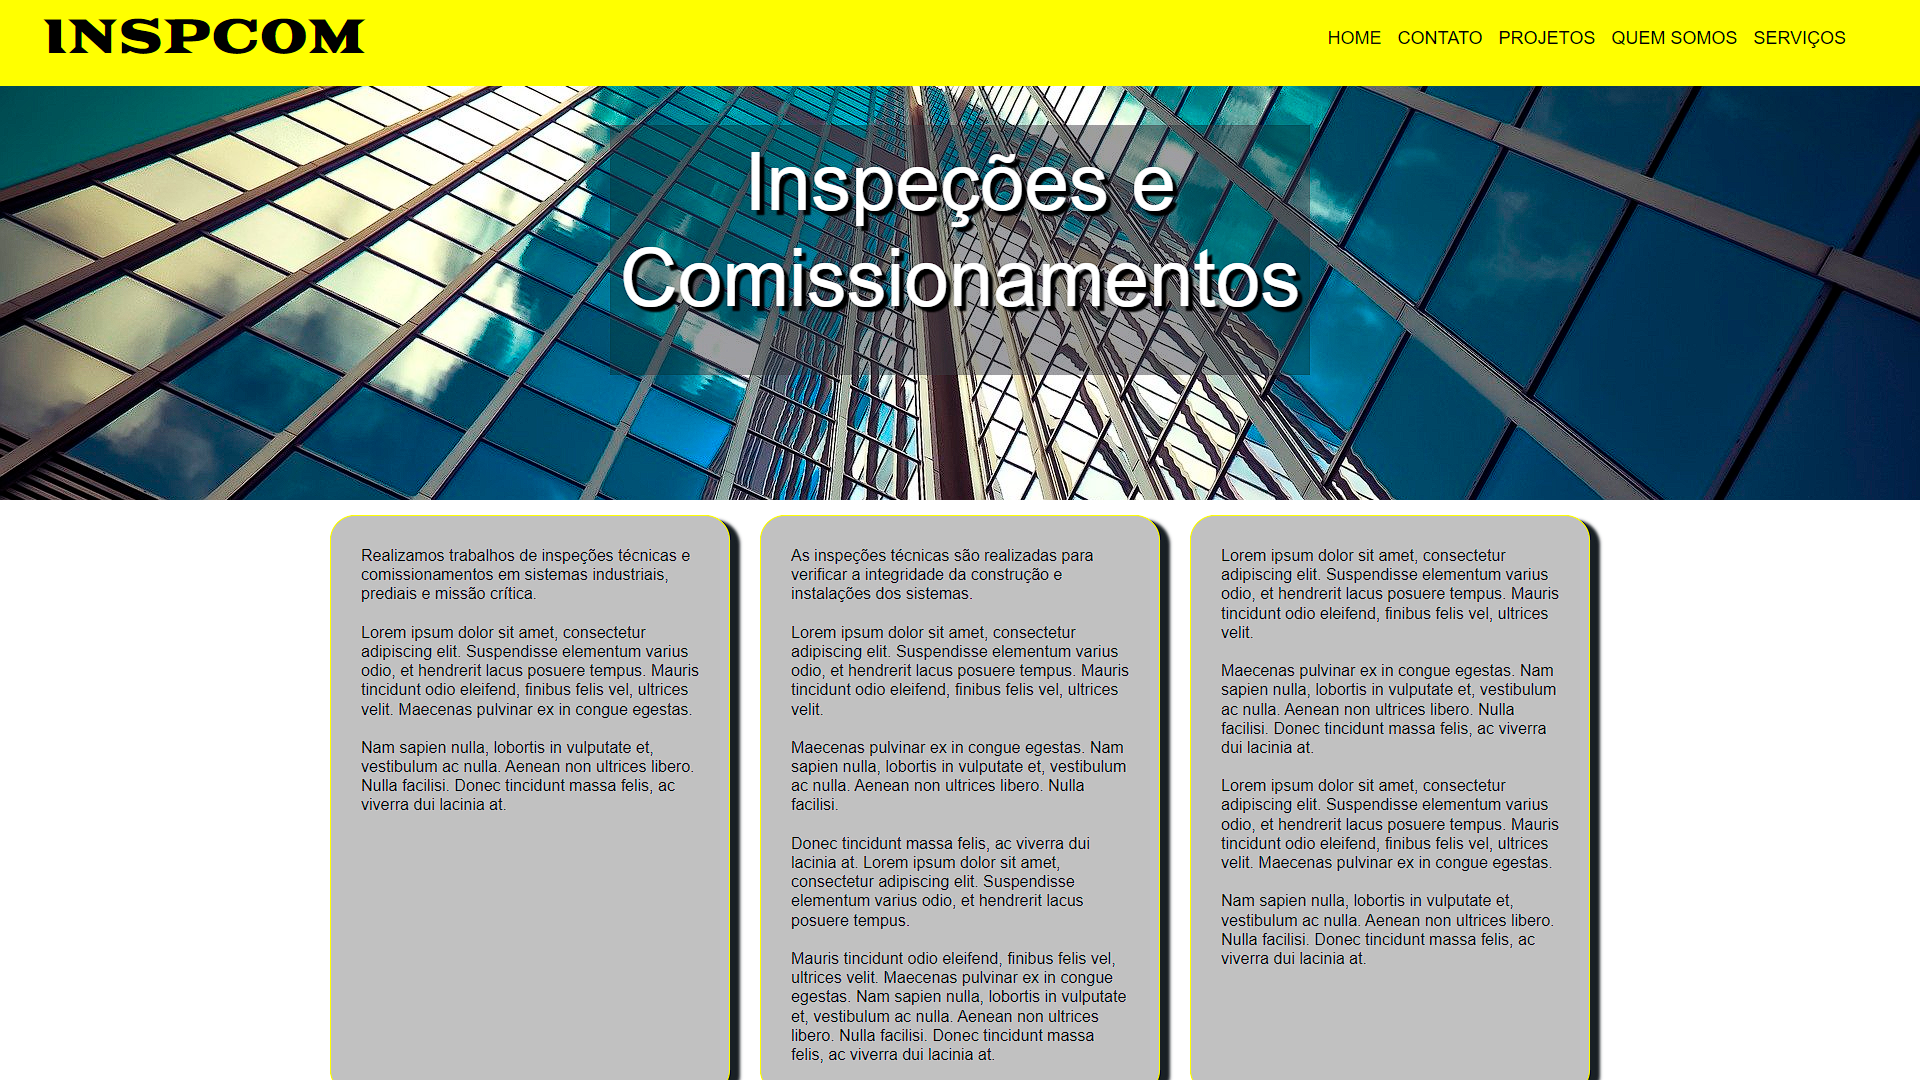 INSPCOM
HOME CONTATO PROJETOS QUEM SOMOS SERVIÇOS
Inspeções e
Comissionamentos
Realizamos trabalhos de inspeções técnicas e
comissionamentos em sistemas industriais,
prediais e missão crítica.
Lorem ipsum dolor sit amet, consectetur
adipiscing elit. Suspendisse elementum varius
odio, et hendrerit lacus posuere tempus. Mauris
tincidunt odio eleifend, finibus felis vel, ultrices
velit. Maecenas pulvinar ex in congue egestas.
Nam sapien nulla, lobortis in vulputate et,
vestibulum ac nulla. Aenean non ultrices libero.
Nulla facilisi. Donec tincidunt massa felis, ac
viverra dui lacinia at.
As inspeções técnicas são realizadas para
verificar a integridade da construção e
instalações dos sistemas.
Lorem ipsum dolor sit amet, consectetur
adipiscing elit. Suspendisse elementum varius
odio, et hendrerit lacus posuere tempus. Mauris
tincidunt odio eleifend, finibus felis vel, ultrices
velit.
Maecenas pulvinar ex in congue egestas. Nam
sapien nulla, lobortis in vulputate et, vestibulum
ac nulla. Aenean non ultrices libero. Nulla
facilisi.
Donec tincidunt massa felis, ac viverra dui
lacinia at. Lorem ipsum dolor sit amet,
consectetur adipiscing elit. Suspendisse
elementum varius odio, et hendrerit lacus
posuere tempus.
Mauris tincidunt odio eleifend, finibus felis vel,
ultrices velit. Maecenas pulvinar ex in congue
egestas. Nam sapien nulla, lobortis in vulputate
et, vestibulum ac nulla. Aenean non ultrices
libero. Nulla facilisi. Donec tincidunt massa
felis, ac viverra dui lacinia at.
Lorem ipsum dolor sit amet, consectetur
adipiscing elit. Suspendisse elementum varius
odio, et hendrerit lacus posuere tempus. Mauris
tincidunt odio eleifend, finibus felis vel, ultrices
velit.
Maecenas pulvinar ex in congue egestas. Nam
sapien nulla, lobortis in vulputate et, vestibulum
ac nulla. Aenean non ultrices libero. Nulla
facilisi. Donec tincidunt massa felis, ac viverra
dui lacinia at.
Lorem ipsum dolor sit amet, consectetur
adipiscing elit. Suspendisse elementum varius
odio, et hendrerit lacus posuere tempus. Mauris
tincidunt odio eleifend, finibus felis vel, ultrices
velit. Maecenas pulvinar ex in congue egestas.
Nam sapien nulla, lobortis in vulputate et,
vestibulum ac nulla. Aenean non ultrices libero.
Nulla facilisi. Donec tincidunt massa felis, ac
viverra dui lacinia at.